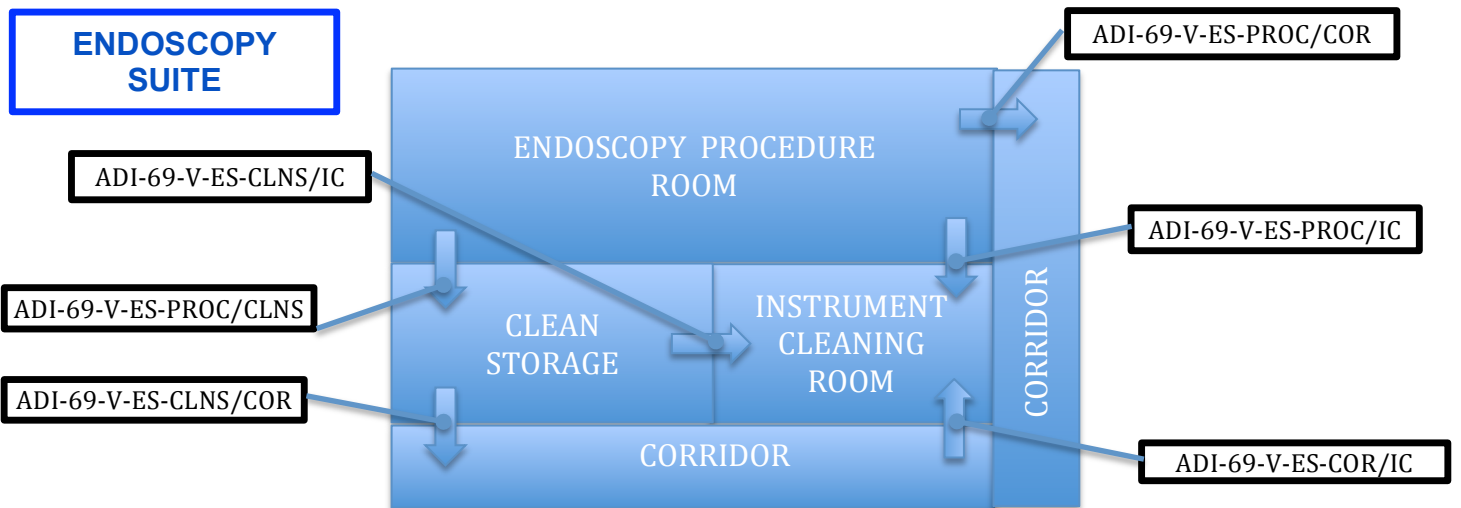 ENDOSCOPY
SUITE
ADI-69-V-ES-PROC/COR
ENDOSCOPY PROCEDURE
ROOM
ADI-69-V-ES-CLNS/IC
ADI-69-V-ES-PROC/IC
ADI-69-V-ES-PROC/CLNS
CLEAN
STORAGE
INSTRUMENT
CLEANING
ROOM
CORRIDOR
ADI-69-V-ES-CLNS/COR
CORRIDOR
ADI-69-V-ES-COR/IC